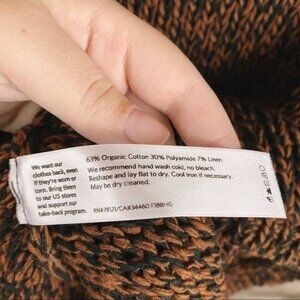 We want our
clothes back, even
if they're worn or
torn. Bring them
to our US stores
and support our
take-back program.
63% Organic Cotton 30% Polyamide 7% Linen
We recommend hand wash cold, no bleach.
Reshape and lay flat to dry. Cool iron if necessary.
May be dry cleaned.
RN#78121/CA#34460 F18BHG